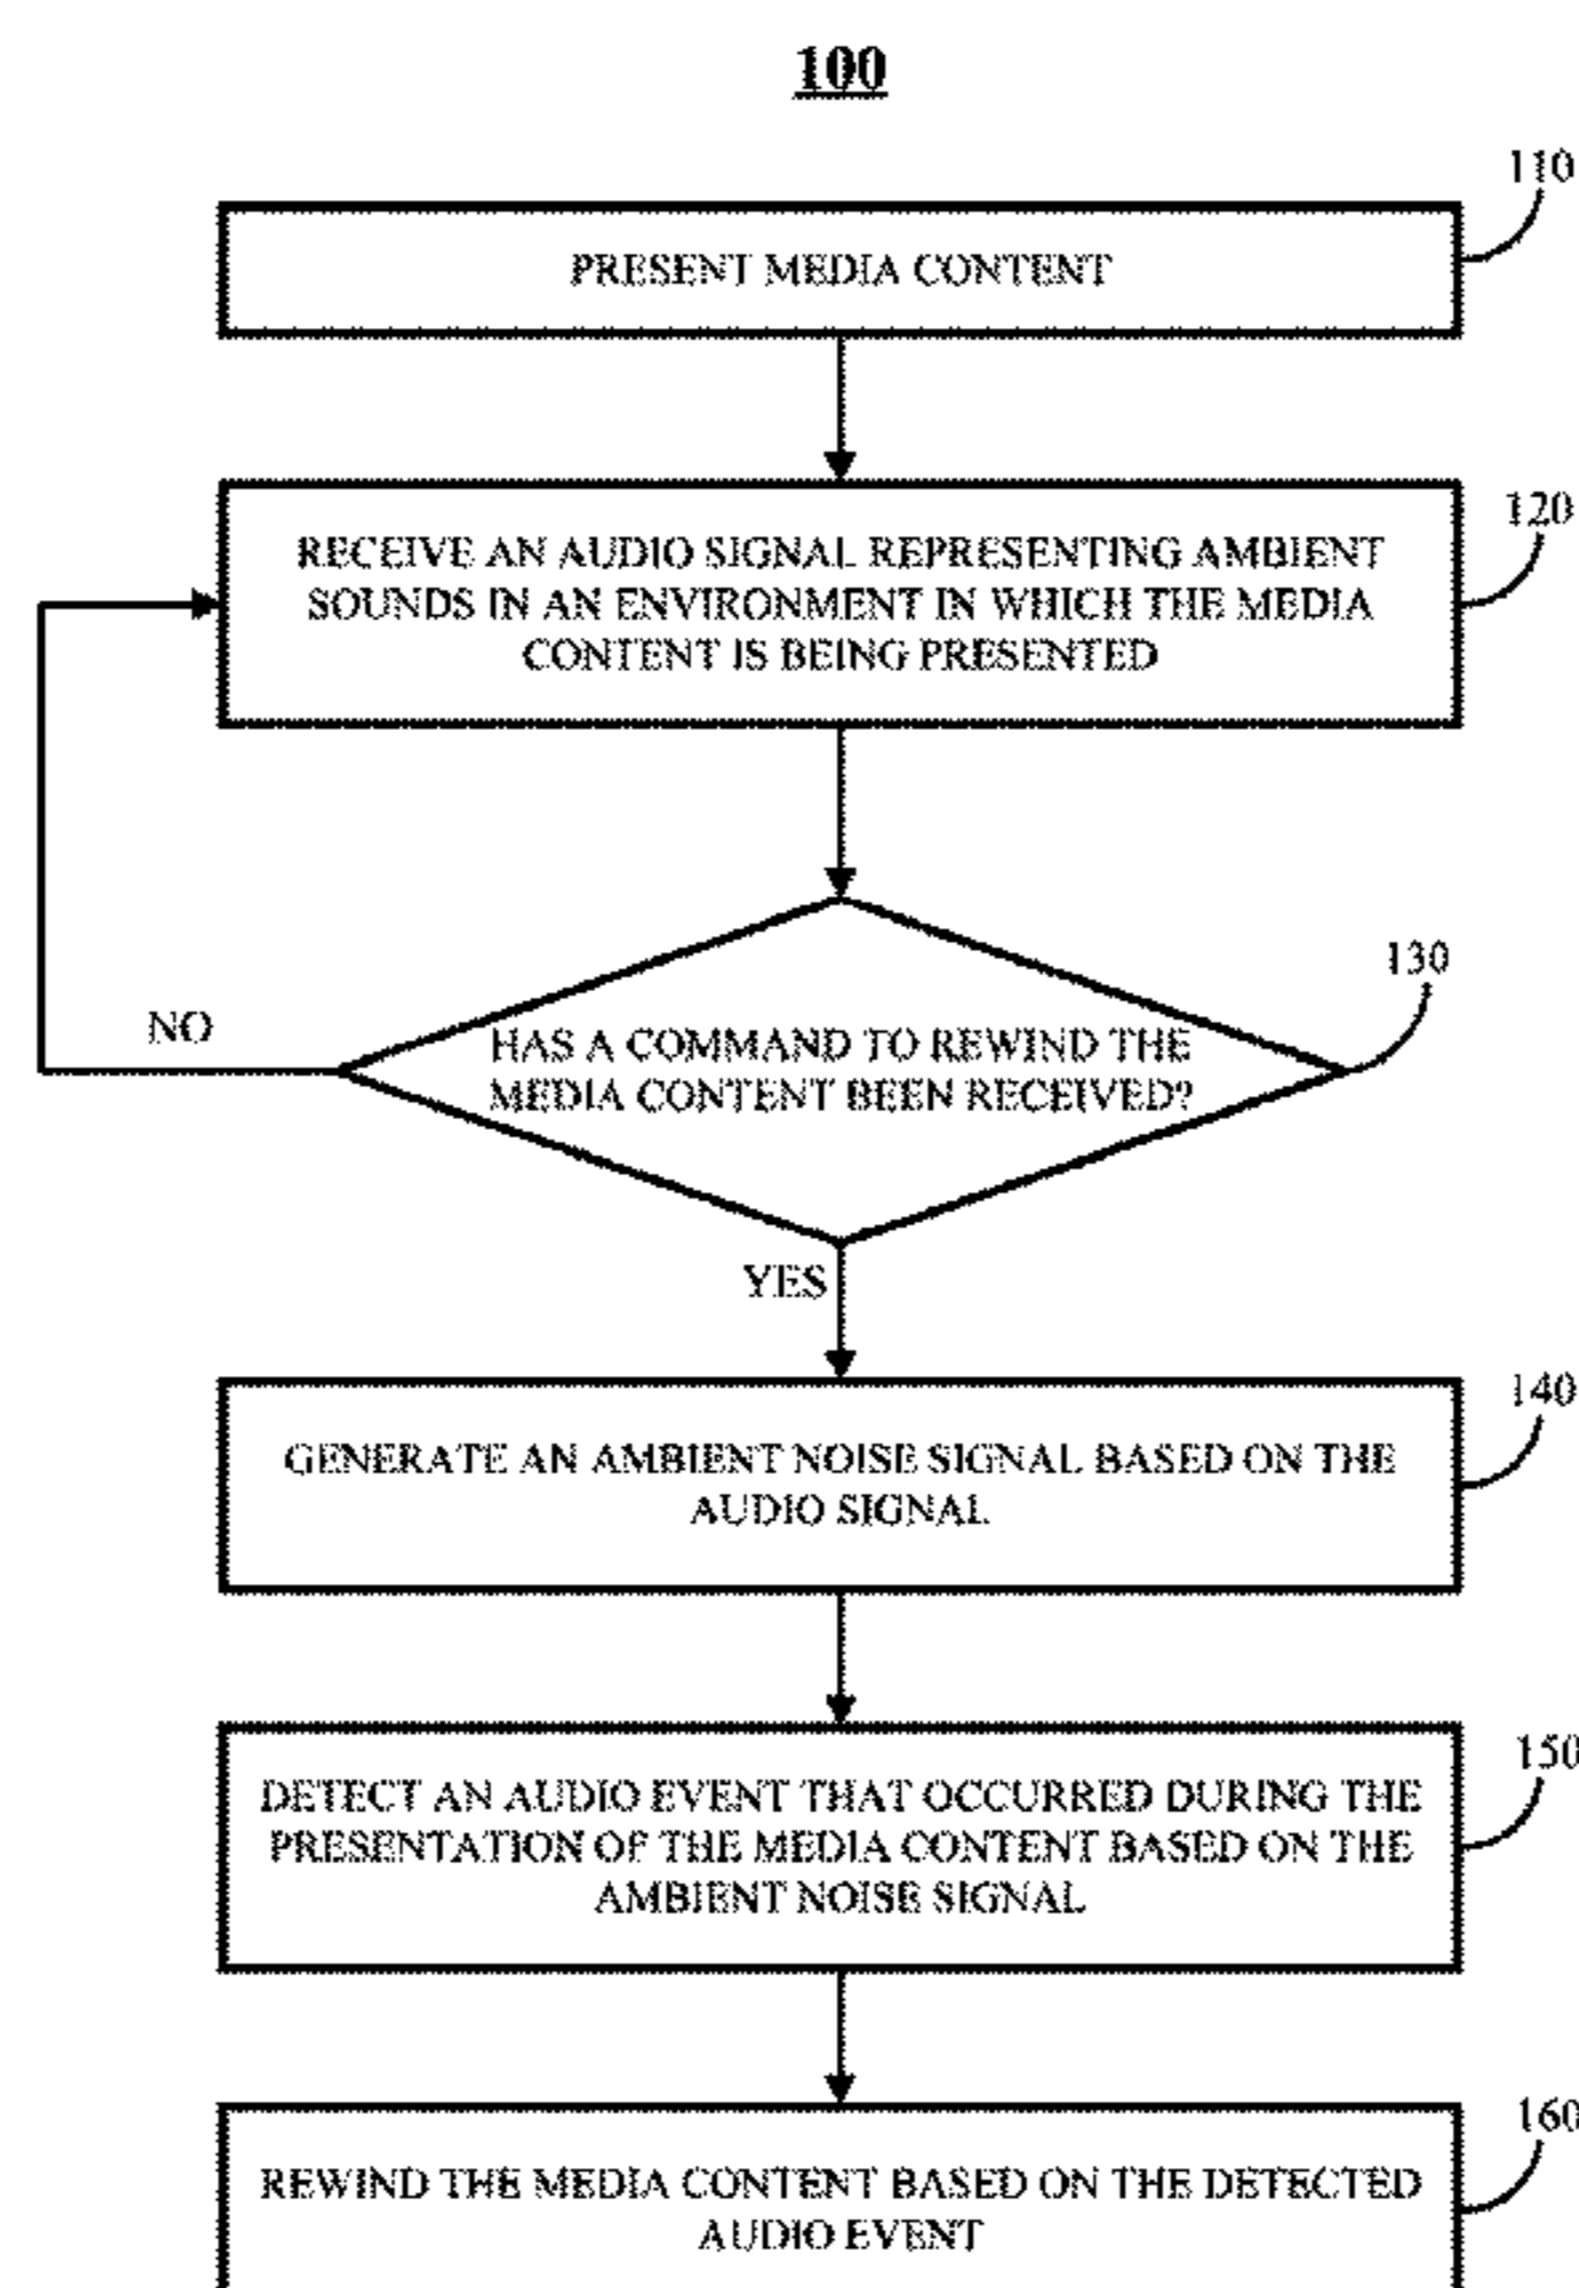 100
110
PRESENT MEDIA CONTENT
120
RECEIVE AN AUDIO SIGNAL REPRESENTING AMBIENT
SOUNDS IN AN ENVIRONMENT IN WHICH THE MEDIA
CONTENT IS BEING PRESENTED
130
HAS A COMMAND TO REWIND THE
MEDIA CONTENT BEEN RECEIVED?
NO
YES
140
GENERATE AN AMBIENT NOISE SIGNAL BASED ON THE
AUDIO SIGNAL
150
DETECT AN AUDIO EVENT THAT OCCURRED DURING THE
PRESENTATION OF THE MEDIA CONTENT BASED ON THE
AMBIENT NOISE SIGNAL
160
REWIND THE MEDIA CONTENT BASED ON THE DETECTED
AUDIO EVENT